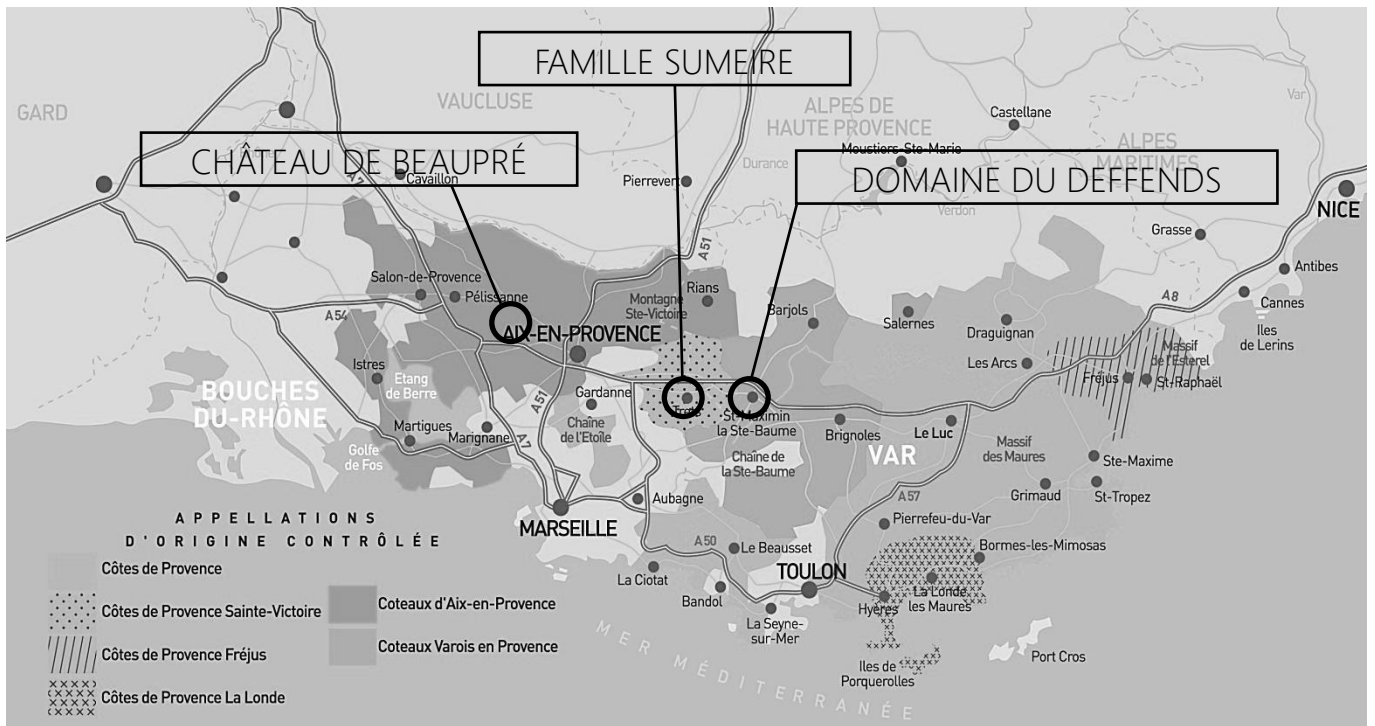 FAMILLE SUMEIRE
VAUCLUSE
GARD
ALPES DE
HAUTE PROVENCE
Castellane
Var
ALPES
MARITIMES
CHÂTEAU DE BEAUPRÉ
Moustiers-Ste-Marie
Durance
DOMAINE DU DEFFENDS
Cavaillon
A7
Pierrevert
Verdon
NICE
Grasse
A51
Antibes
Salon-de-Provence
Pélissanne
Montagne
Ste-Victoire
Rians
Barjols
Salernes
Draguignan
A8
Cannes
Iles
de Lerins
A54
AIX-EN-PROVENCE
Les Arcs
Massif
de l'Esterel
Fréjus
St-Raphaël
Istres
Etang
de Berre
BOUCHES
DU-RHÔNE
A51
Gardanne
Trets
St-Maximin
la Ste-Baume
Brignoles
Le Luc
Chaîne
de l'Etoile
Martigues
Marignane
A7
Golfe
de Fos
Chaîne de
la Ste-Baume
VAR
Massif
des Maures
Ste-Maxime
Grimaud
St-Tropez
Aubagne
A57
MARSEILLE
Pierrefeu-du-Var
A50
Le Beausset
Bormes-les-Mimosas
La Ciotat
Bandol
TOULON
La Seyne-
sur-Mer
Hyères
La Londe
les Maures
Iles de
Porquerolles
Port Cros
MER MÉDITERRANÉE
APPELLATIONS
D'ORIGINE CONTRÔLÉE
Côtes de Provence
Côtes de Provence Sainte-Victoire
Côtes de Provence Fréjus
Côtes de Provence La Londe
Coteaux d'Aix-en-Provence
Coteaux Varois en Provence